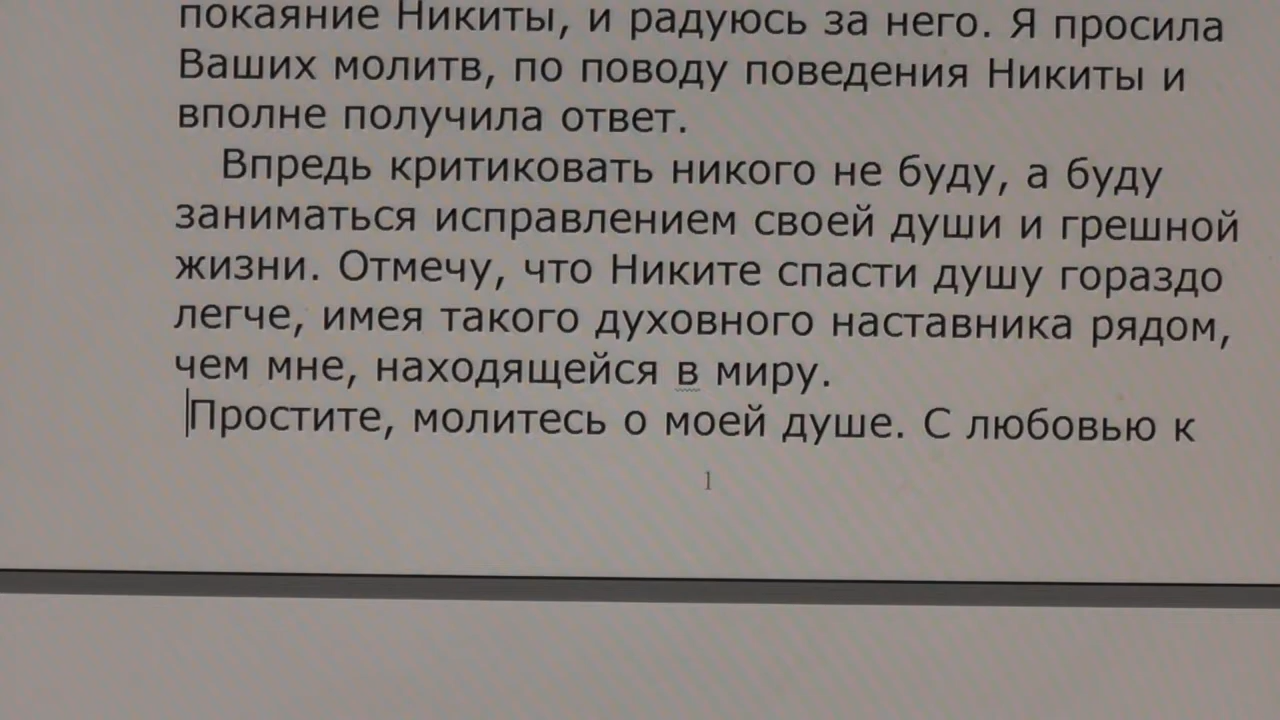 покаяние Никиты, и радуюсь за него. Я просила
Ваших молитв, по поводу поведения Никиты и
вполне получила ответ.
Впредь критиковать никого не буду, а буду
заниматься исправлением своей души и грешной
жизни. Отмечу, что Никите спасти душу гораздо
легче, имея такого духовного наставника рядом,
чем мне, находящейся в миру.
Простите, молитесь о моей душе. С любовью к
1